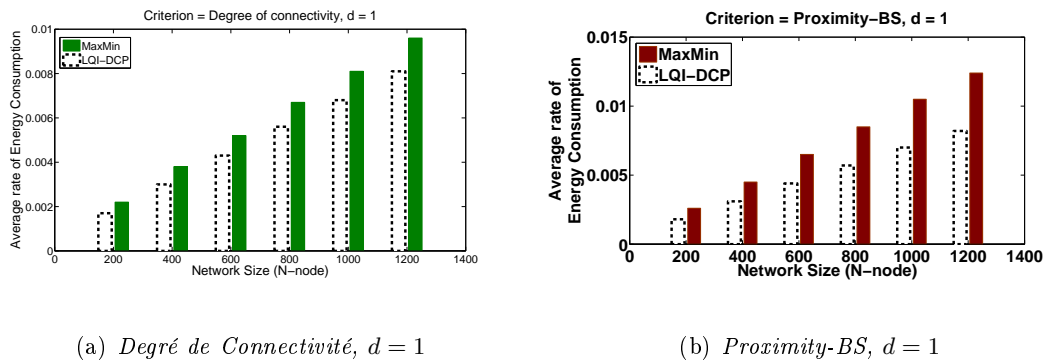 Criterion = Degree of connectivity, d = 1
0.01
MaxMin
LQI−DCP
0.008
0.006
0.004
0.002
0
Average rate of Energy Consumption
0 200 400 600 800 1000 1200 1400
Network Size (N−node)
(a) Degré de Connectivité, d = 1
Criterion = Proximity−BS, d = 1
0.015
MaxMin
LQI−DCP
0.01
0.005
0
Average rate of
Energy Consumption
0 200 400 600 800 1000 1200 1400
Network Size (N−node)
(b) Proximity-BS, d = 1